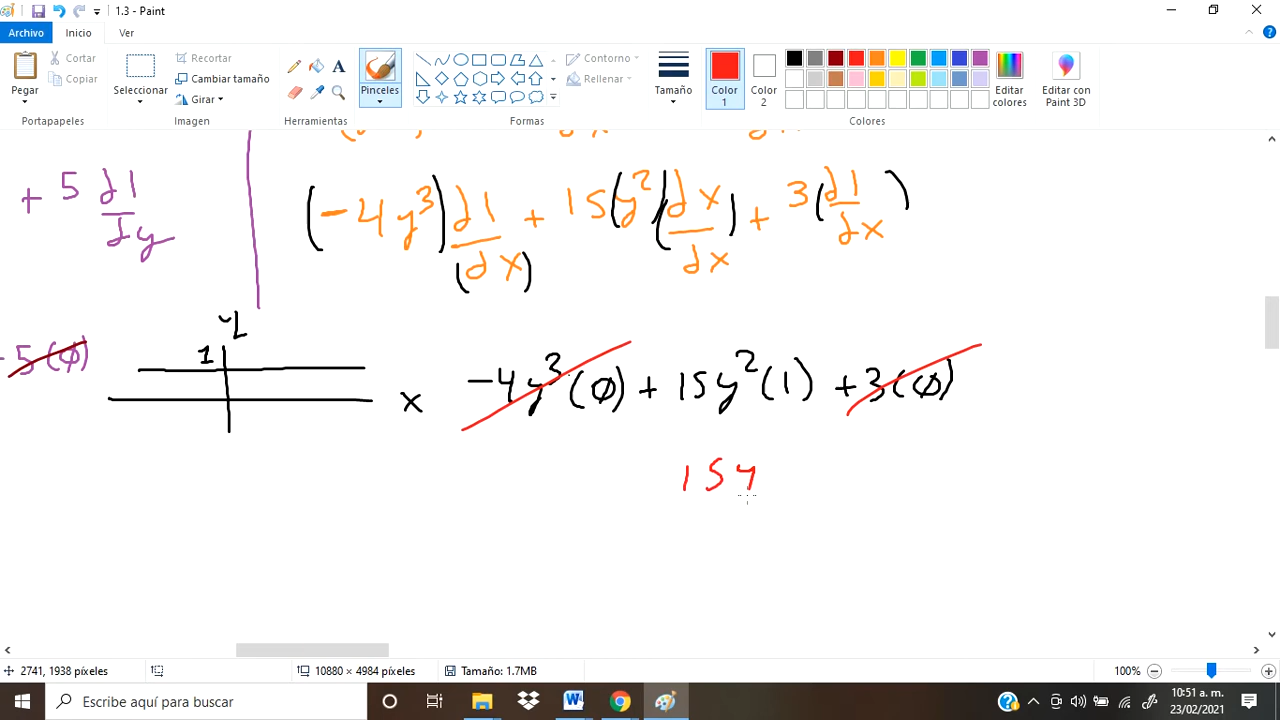 1.3 - Paint
Archivo Inicio Ver
Pegar Cortar Copiar Seleccionar Recortar Cambiar tamaño Girar Pinceles Contorno Rellenar Tamaño Color 1 Color 2 Editar colores Editar con Paint 3D
Portapapeles Imagen Herramientas Formas Colores
+ 5 d1/dy
(-4y³) d1/(dx) + 15(y²)(dx/dx) + 3(d1/dx)
y
1
5(0)
x
-4y³(0) + 15y²(1) + 3(0)
15y
2741, 1938 píxeles 10880 × 4984 píxeles Tamaño: 1.7MB 100%
Escribe aquí para buscar
10:51 a. m.
23/02/2021